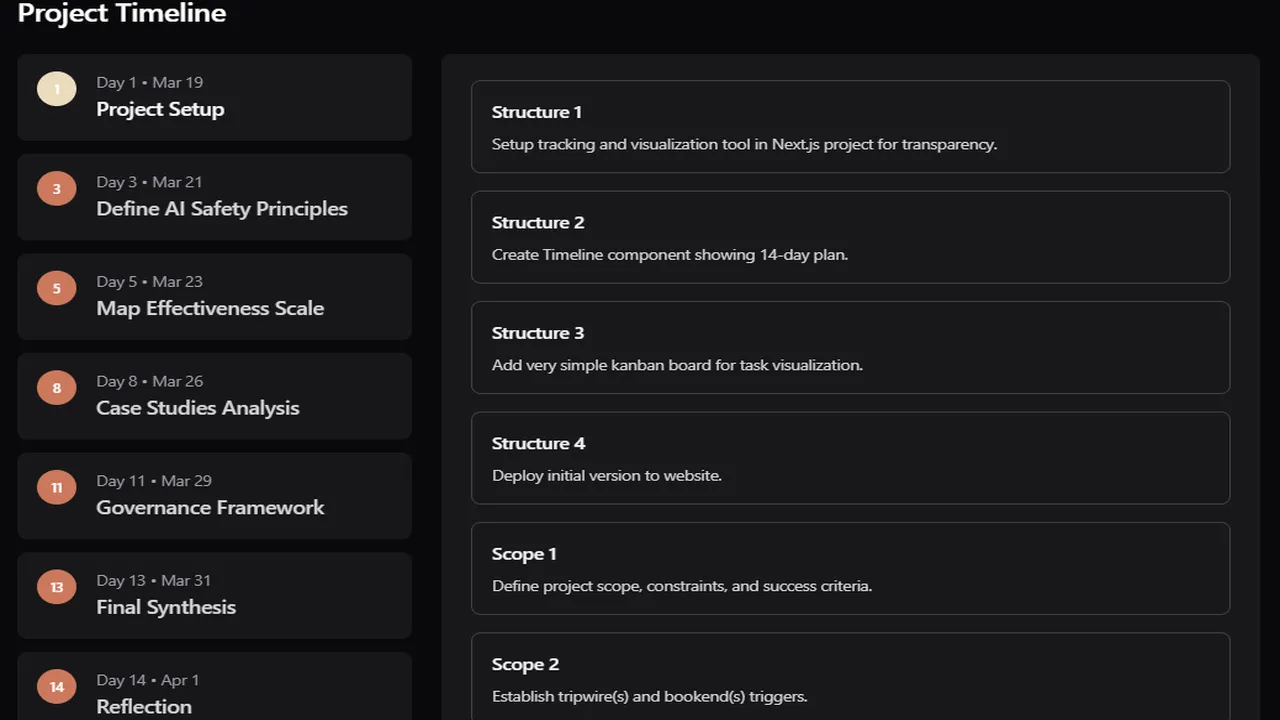 Project Timeline
1
Day 1 • Mar 19
Project Setup
3
Day 3 • Mar 21
Define AI Safety Principles
5
Day 5 • Mar 23
Map Effectiveness Scale
8
Day 8 • Mar 26
Case Studies Analysis
11
Day 11 • Mar 29
Governance Framework
13
Day 13 • Mar 31
Final Synthesis
14
Day 14 • Apr 1
Reflection
Structure 1
Setup tracking and visualization tool in Next.js project for transparency.
Structure 2
Create Timeline component showing 14-day plan.
Structure 3
Add very simple kanban board for task visualization.
Structure 4
Deploy initial version to website.
Scope 1
Define project scope, constraints, and success criteria.
Scope 2
Establish tripwire(s) and bookend(s) triggers.